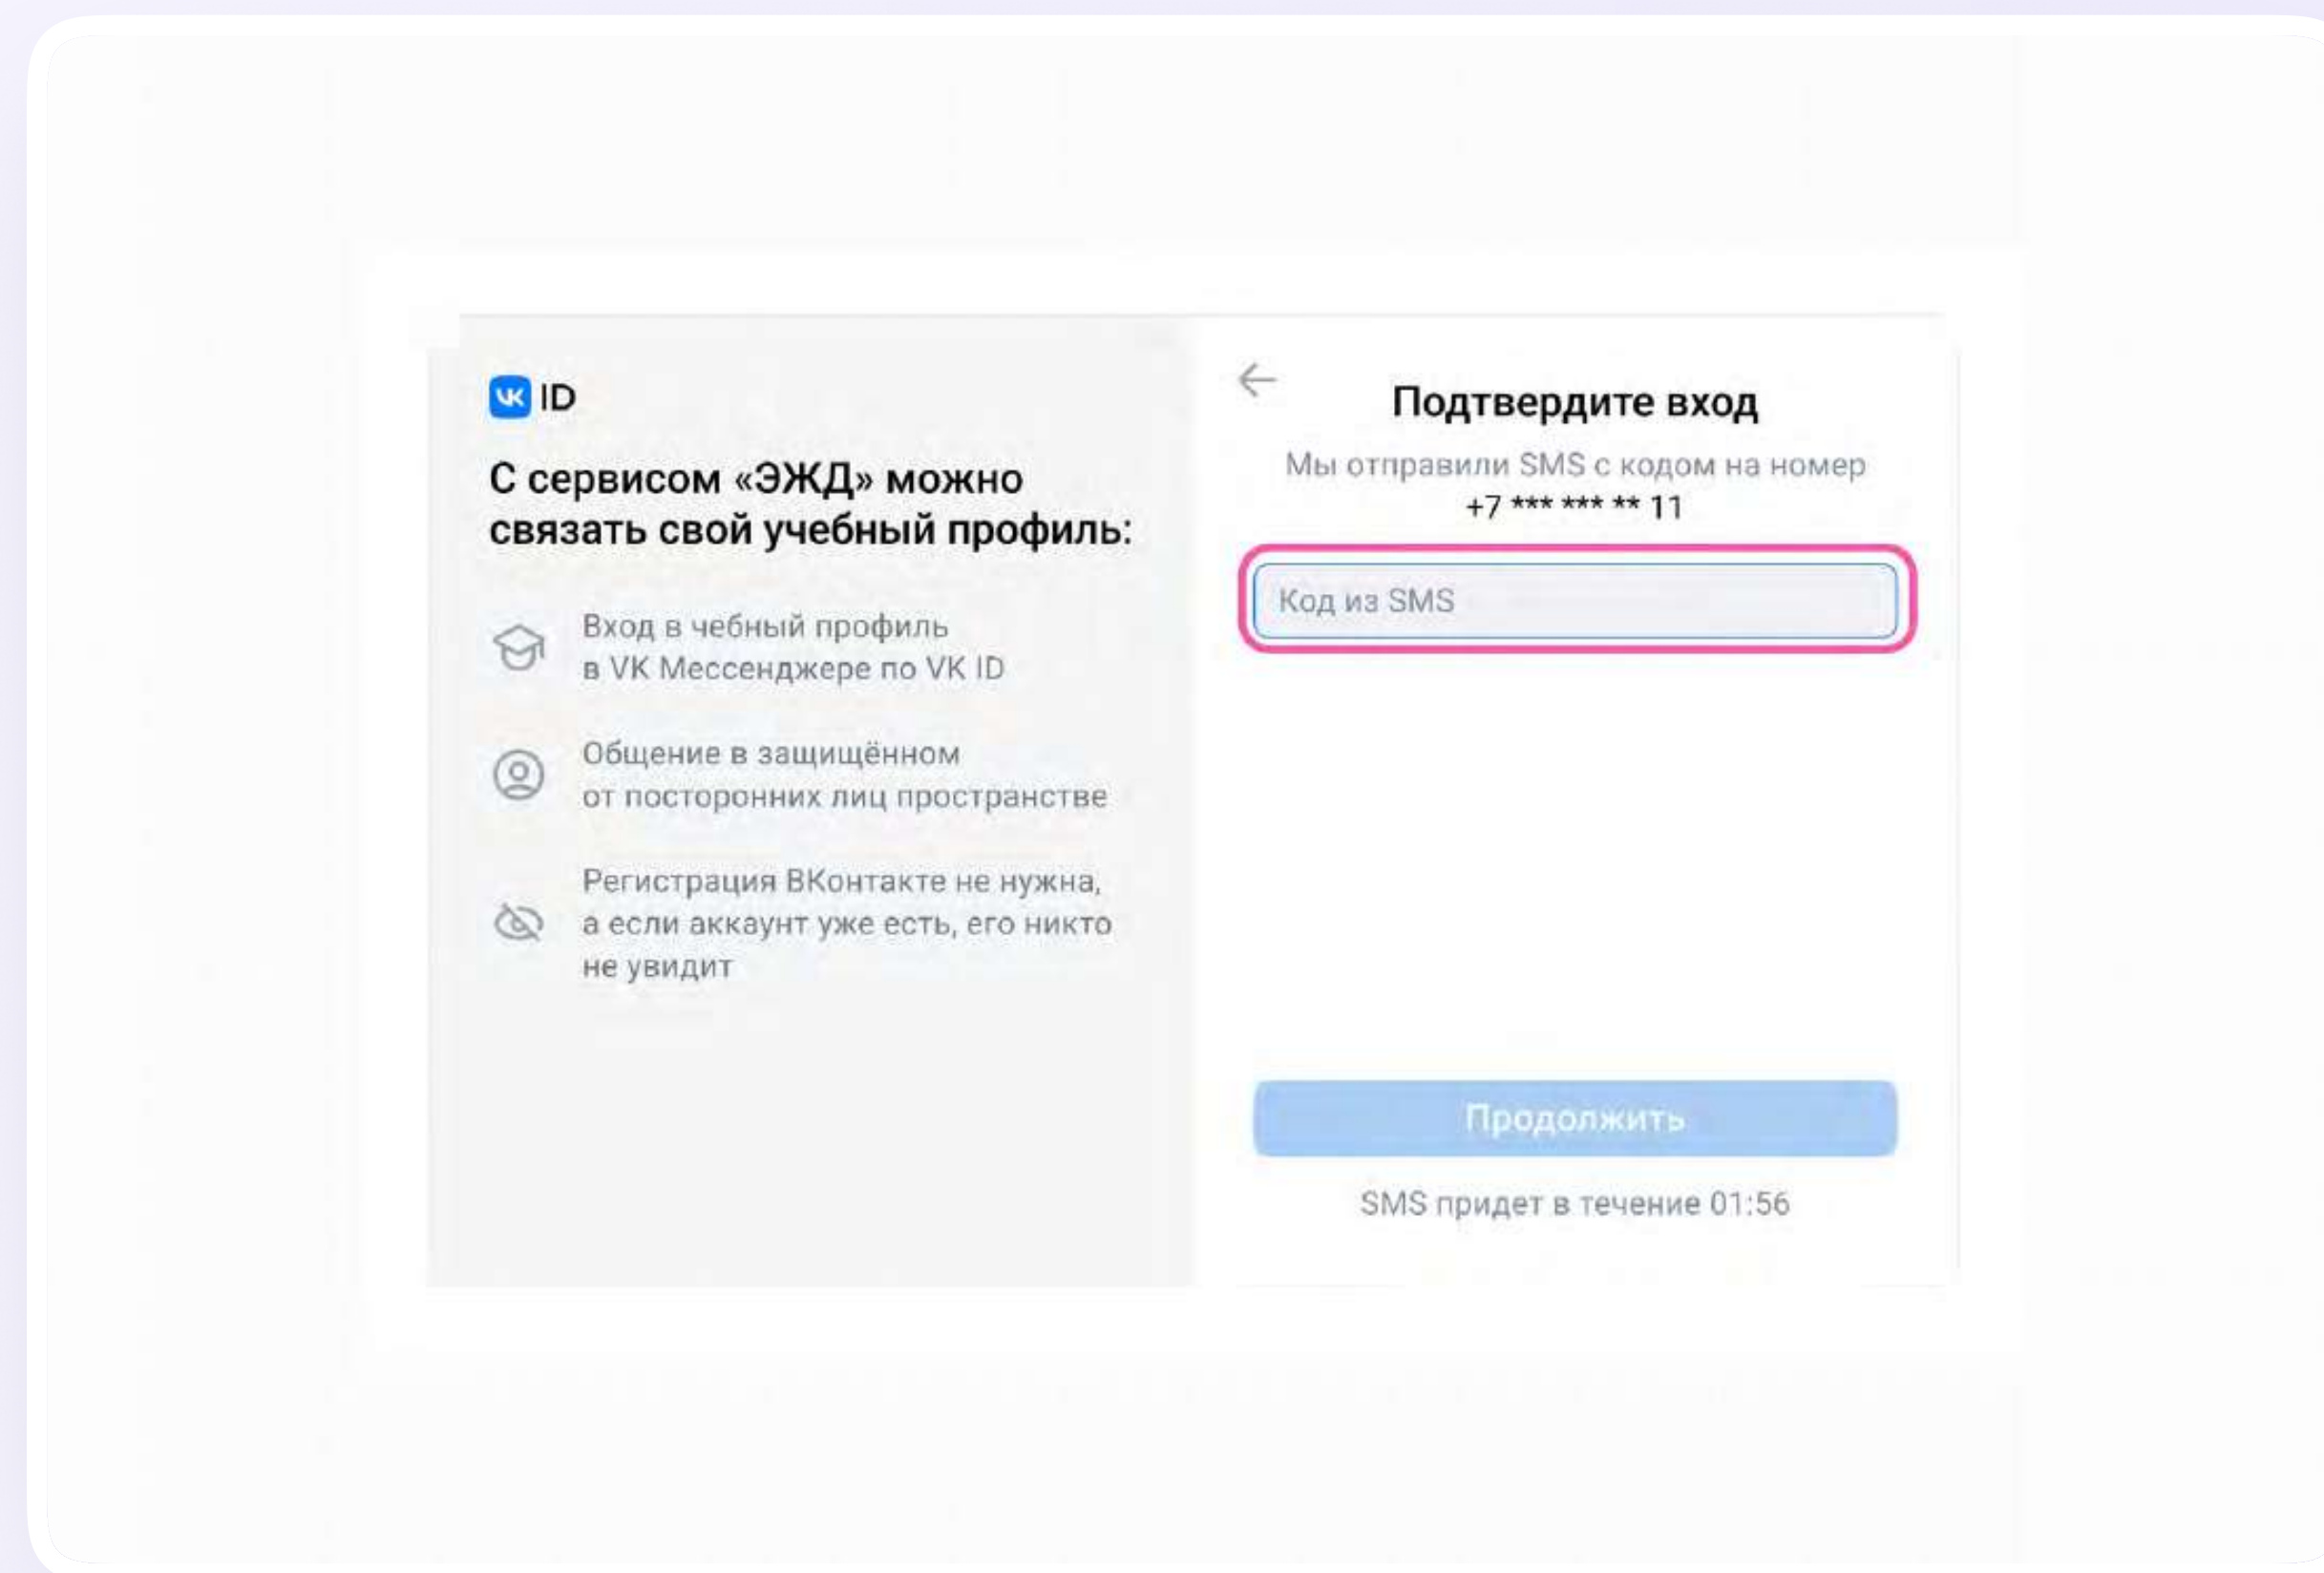 VK ID
С сервисом «ЭЖД» можно
связать свой учебный профиль:
Вход в чебный профиль
в VK Мессенджере по VK ID
Общение в защищённом
от посторонних лиц пространстве
Регистрация ВКонтакте не нужна,
а если аккаунт уже есть, его никто
не увидит
Подтвердите вход
Мы отправили SMS с кодом на номер
+7 *** *** ** 11
Код из SMS
Продолжить
SMS придет в течение 01:56